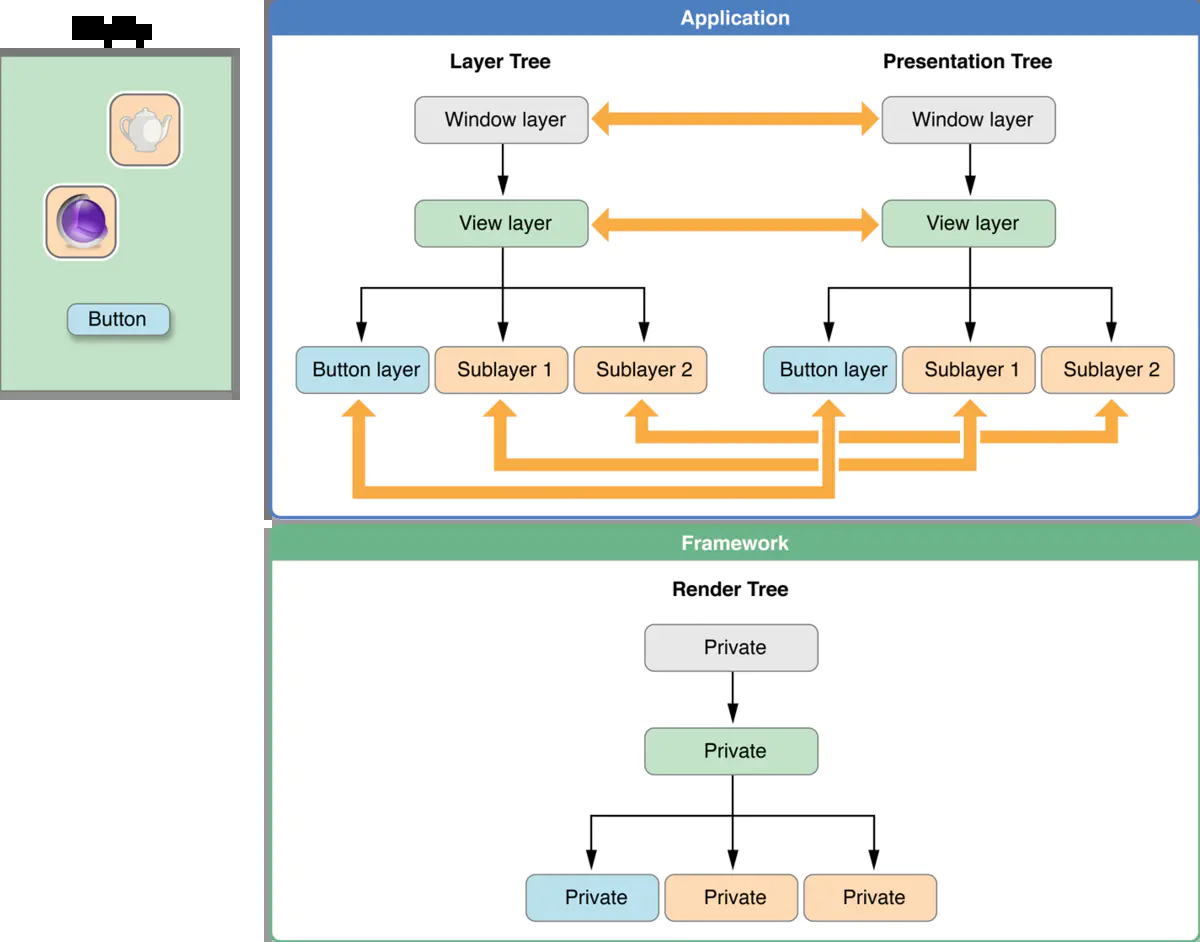 Button
Application
Layer Tree
Presentation Tree
Window layer
Window layer
View layer
View layer
Button layer
Sublayer 1
Sublayer 2
Button layer
Sublayer 1
Sublayer 2
Framework
Render Tree
Private
Private
Private
Private
Private